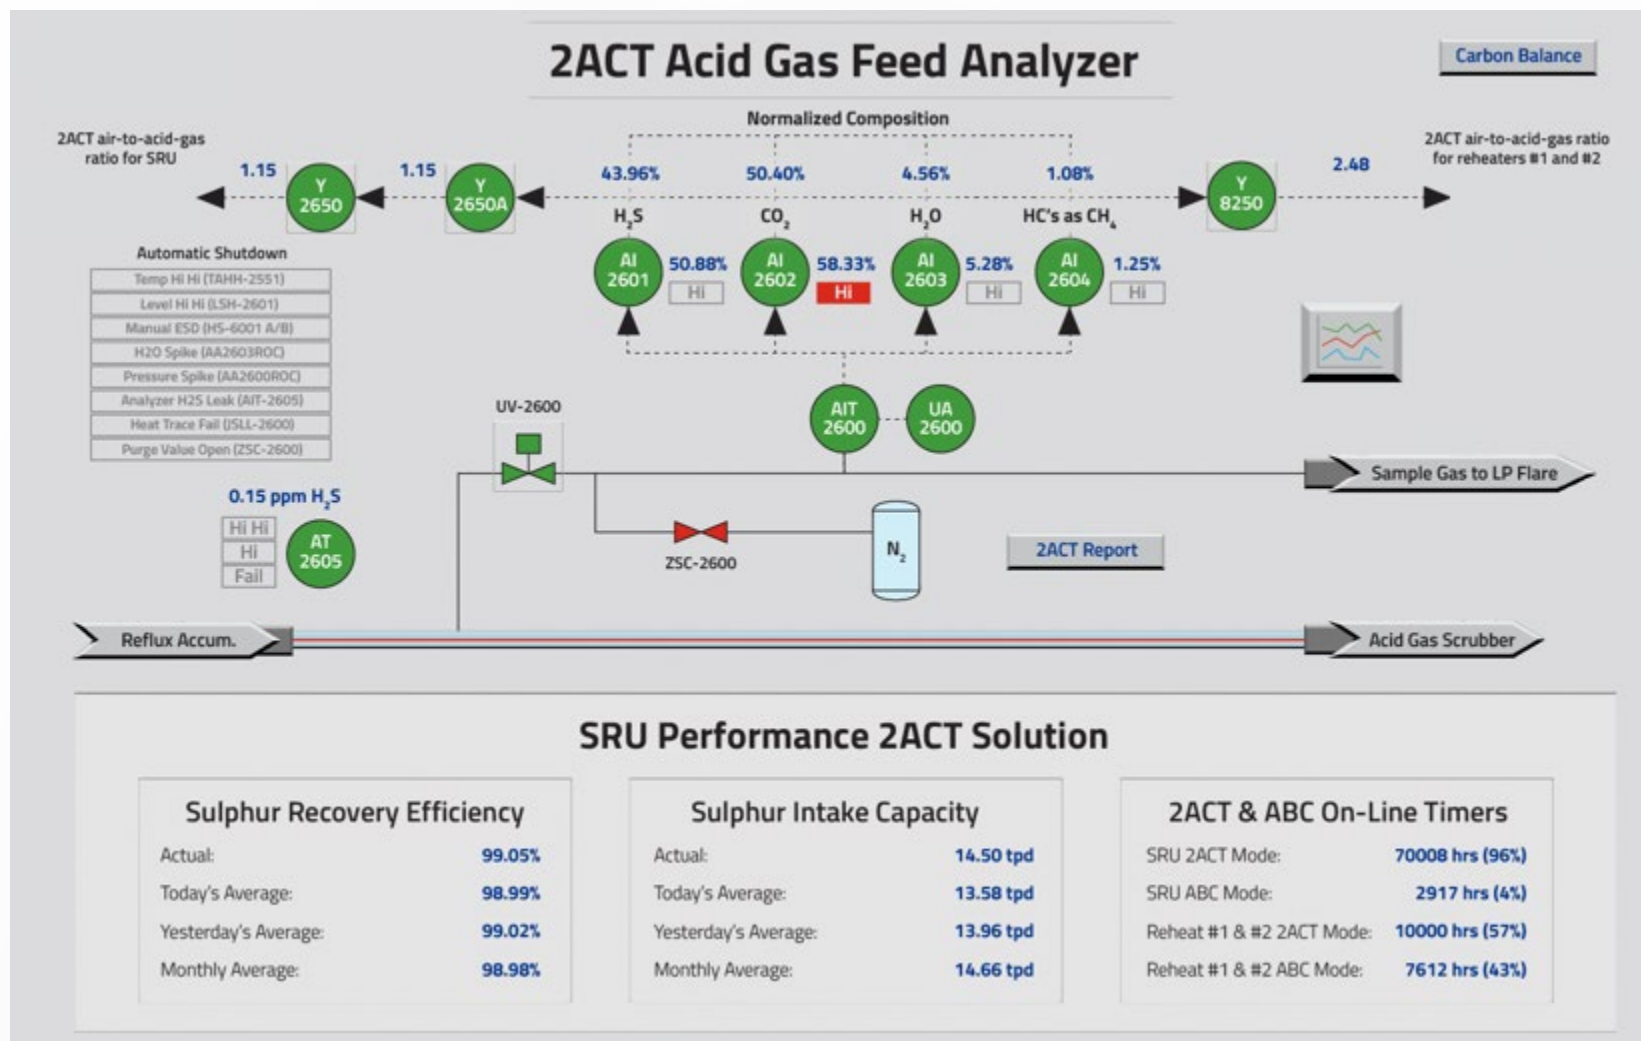 2ACT Acid Gas Feed Analyzer
Carbon Balance
Normalized Composition
2ACT air-to-acid-gas
ratio for SRU
2ACT air-to-acid-gas ratio
for reheaters #1 and #2
1.15
Y
2650
1.15
Y
2650A
43.96%
50.40%
4.56%
1.08%
Y
8250
2.48
H₂S
CO₂
H₂O
HC's as CH₄
AI
2601
50.88%
Hi
AI
2602
58.33%
Hi
AI
2603
5.28%
Hi
AI
2604
1.25%
Hi
Automatic Shutdown
Temp Hi Hi (TAHH-2551)
Level Hi Hi (LSH-2601)
Manual ESD (HS-6001 A/B)
H2O Spike (AA2603ROC)
Pressure Spike (AA2600ROC)
Analyzer H2S Leak (AIT-2605)
Heat Trace Fail (JSLL-2600)
Purge Value Open (ZSC-2600)
UV-2600
AIT
2600
UA
2600
Sample Gas to LP Flare
0.15 ppm H₂S
Hi Hi
Hi
Fail
AT
2605
ZSC-2600
N₂
2ACT Report
Reflux Accum.
Acid Gas Scrubber
SRU Performance 2ACT Solution
Sulphur Recovery Efficiency
Actual: 99.05%
Today's Average: 98.99%
Yesterday's Average: 99.02%
Monthly Average: 98.98%
Sulphur Intake Capacity
Actual: 14.50 tpd
Today's Average: 13.58 tpd
Yesterday's Average: 13.96 tpd
Monthly Average: 14.66 tpd
2ACT & ABC On-Line Timers
SRU 2ACT Mode: 70008 hrs (96%)
SRU ABC Mode: 2917 hrs (4%)
Reheat #1 & #2 2ACT Mode: 10000 hrs (57%)
Reheat #1 & #2 ABC Mode: 7612 hrs (43%)